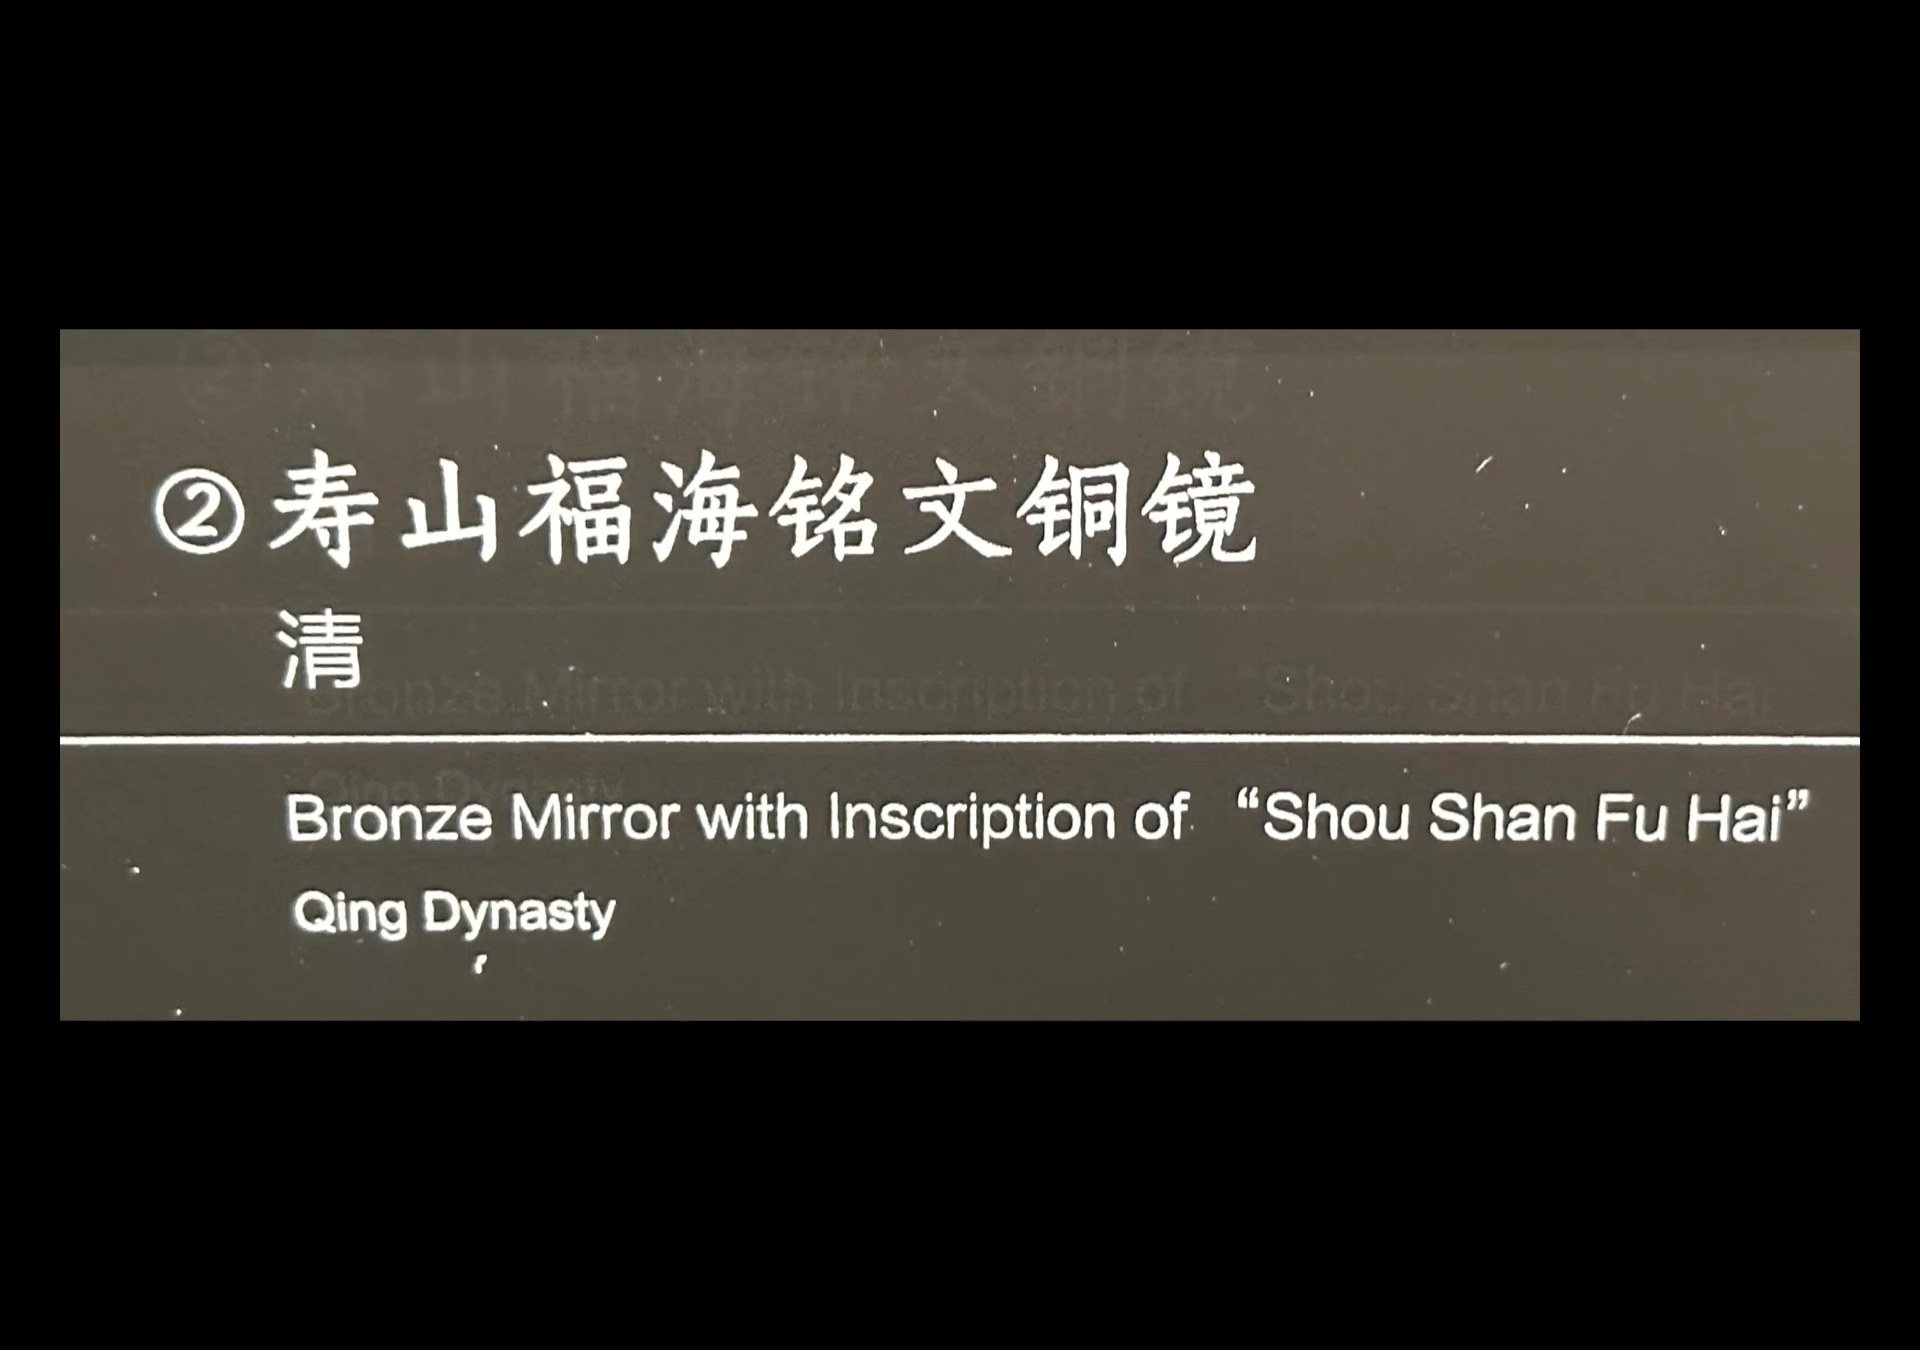 ②寿山福海铭文铜镜
清
Bronze Mirror with Inscription of “Shou Shan Fu Hai”
Qing Dynasty